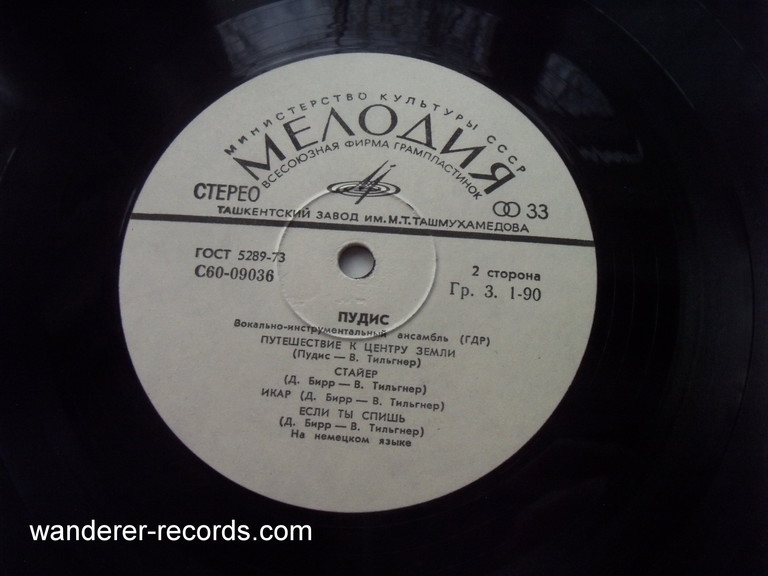 МИНИСТЕРСТВО КУЛЬТУРЫ СССР
МЕЛОДИЯ
ВСЕСОЮЗНАЯ ФИРМА ГРАМПЛАСТИНОК
СТЕРЕО
33
ТАШКЕНТСКИЙ ЗАВОД ИМ. М.Т. ТАШМУХАМЕДОВА
ГОСТ 5289-73
С60-09036
2 сторона
Гр. 3. 1-90
ПУДИС
Вокально-инструментальный ансамбль (ГДР)
ПУТЕШЕСТВИЕ К ЦЕНТРУ ЗЕМЛИ
(Пудис — В. Тильгнер)
СТАЙЕР
(Д. Бирр — В. Тильгнер)
ИКАР (Д. Бирр — В. Тильгнер)
ЕСЛИ ТЫ СПИШЬ
(Д. Бирр — В. Тильгнер)
На немецком языке
wanderer-records.com